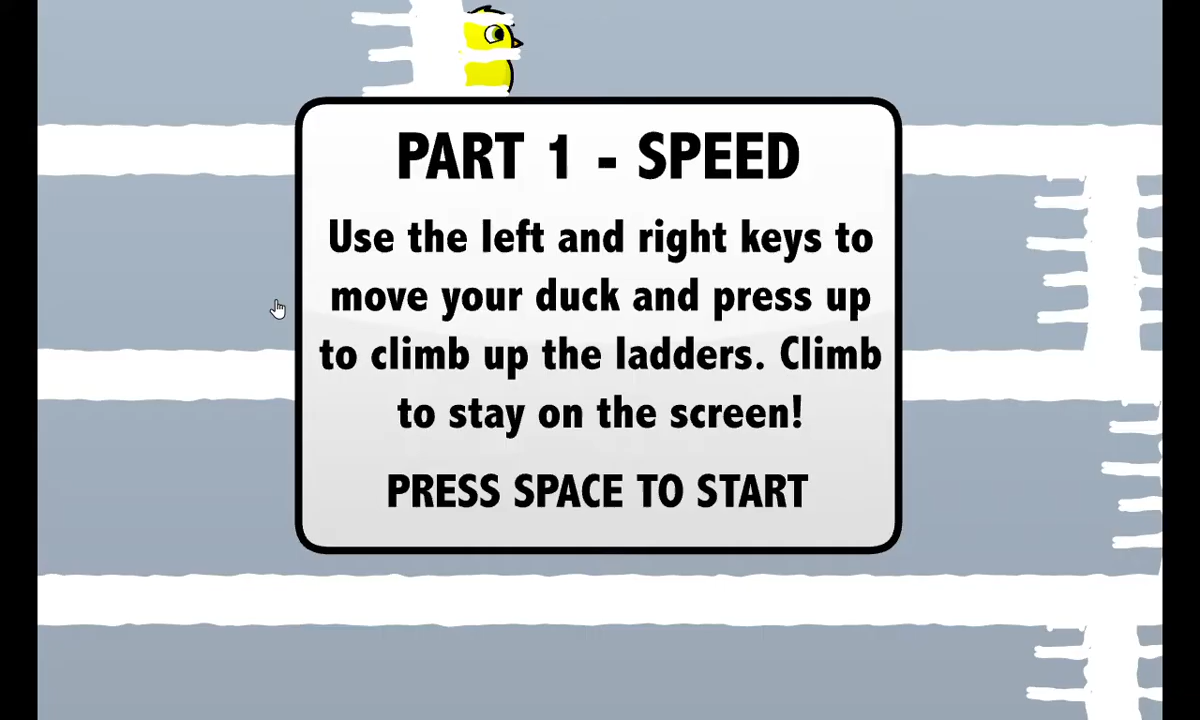 PART 1 - SPEED
Use the left and right keys to
move your duck and press up
to climb up the ladders. Climb
to stay on the screen!
PRESS SPACE TO START